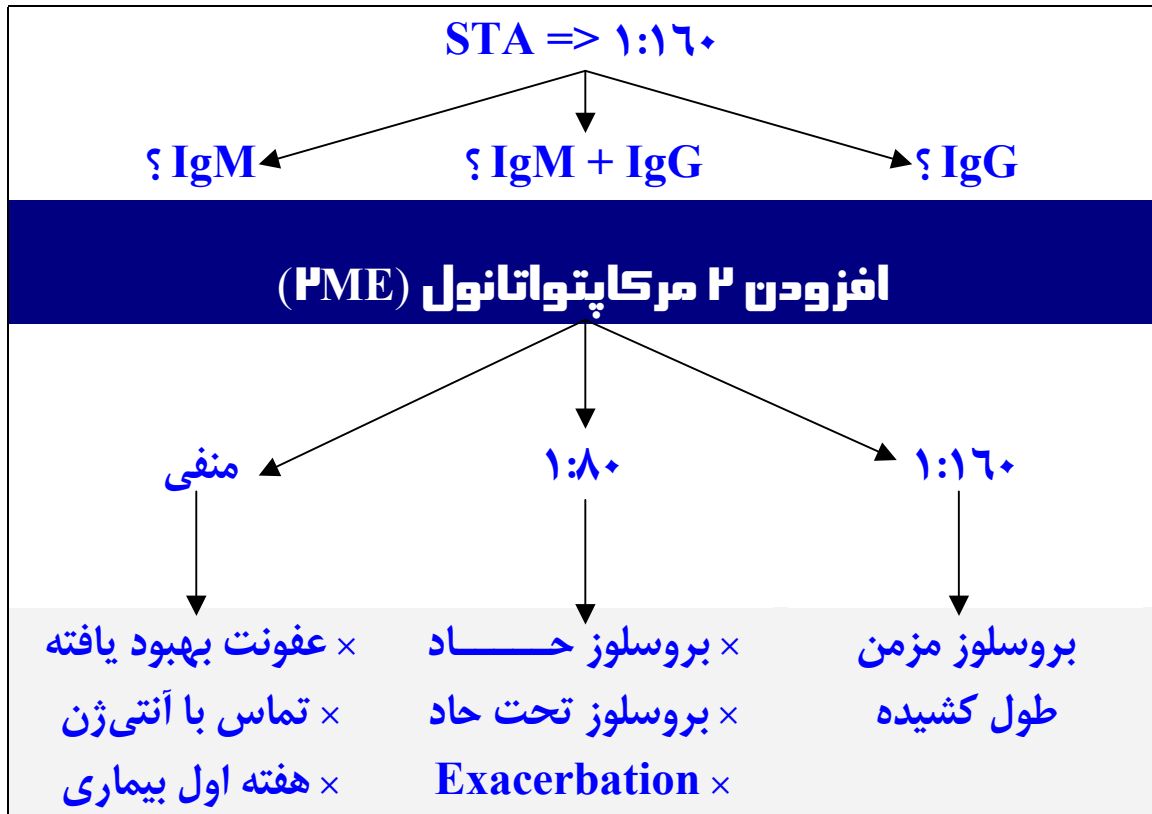 STA => ۱:۱٦۰
؟ IgM
؟ IgM + IgG
؟ IgG
افزودن ۲ مرکاپتواتانول (۲ME)
منفی
۱:۸۰
۱:۱٦۰
× عفونت بهبود یافته
× تماس با آنتی‌ژن
× هفته اول بیماری
× بروسلوز حـــــــاد
× بروسلوز تحت حاد
× Exacerbation
بروسلوز مزمن
طول کشیده